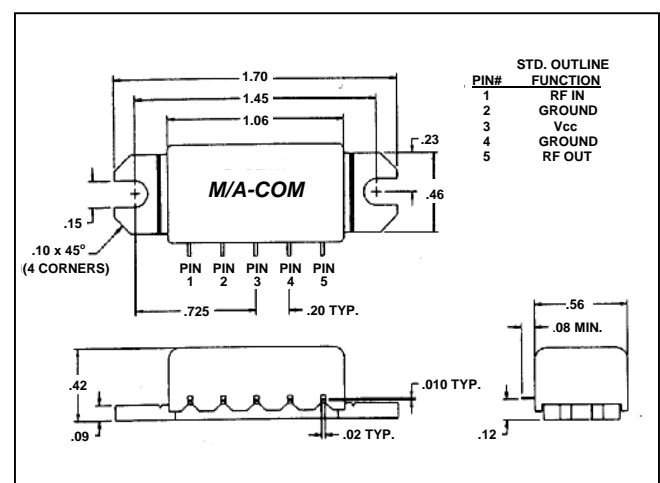 1.70
1.45
1.06
STD. OUTLINE
PIN# FUNCTION
1 RF IN
2 GROUND
3 Vcc
4 GROUND
5 RF OUT
.23
M/A-COM
.46
.15
.10 x 45°
(4 CORNERS)
PIN 1
PIN 2
PIN 3
PIN 4
PIN 5
.725
.20 TYP.
.56
.08 MIN.
.42
.010 TYP.
.09
.02 TYP.
.12